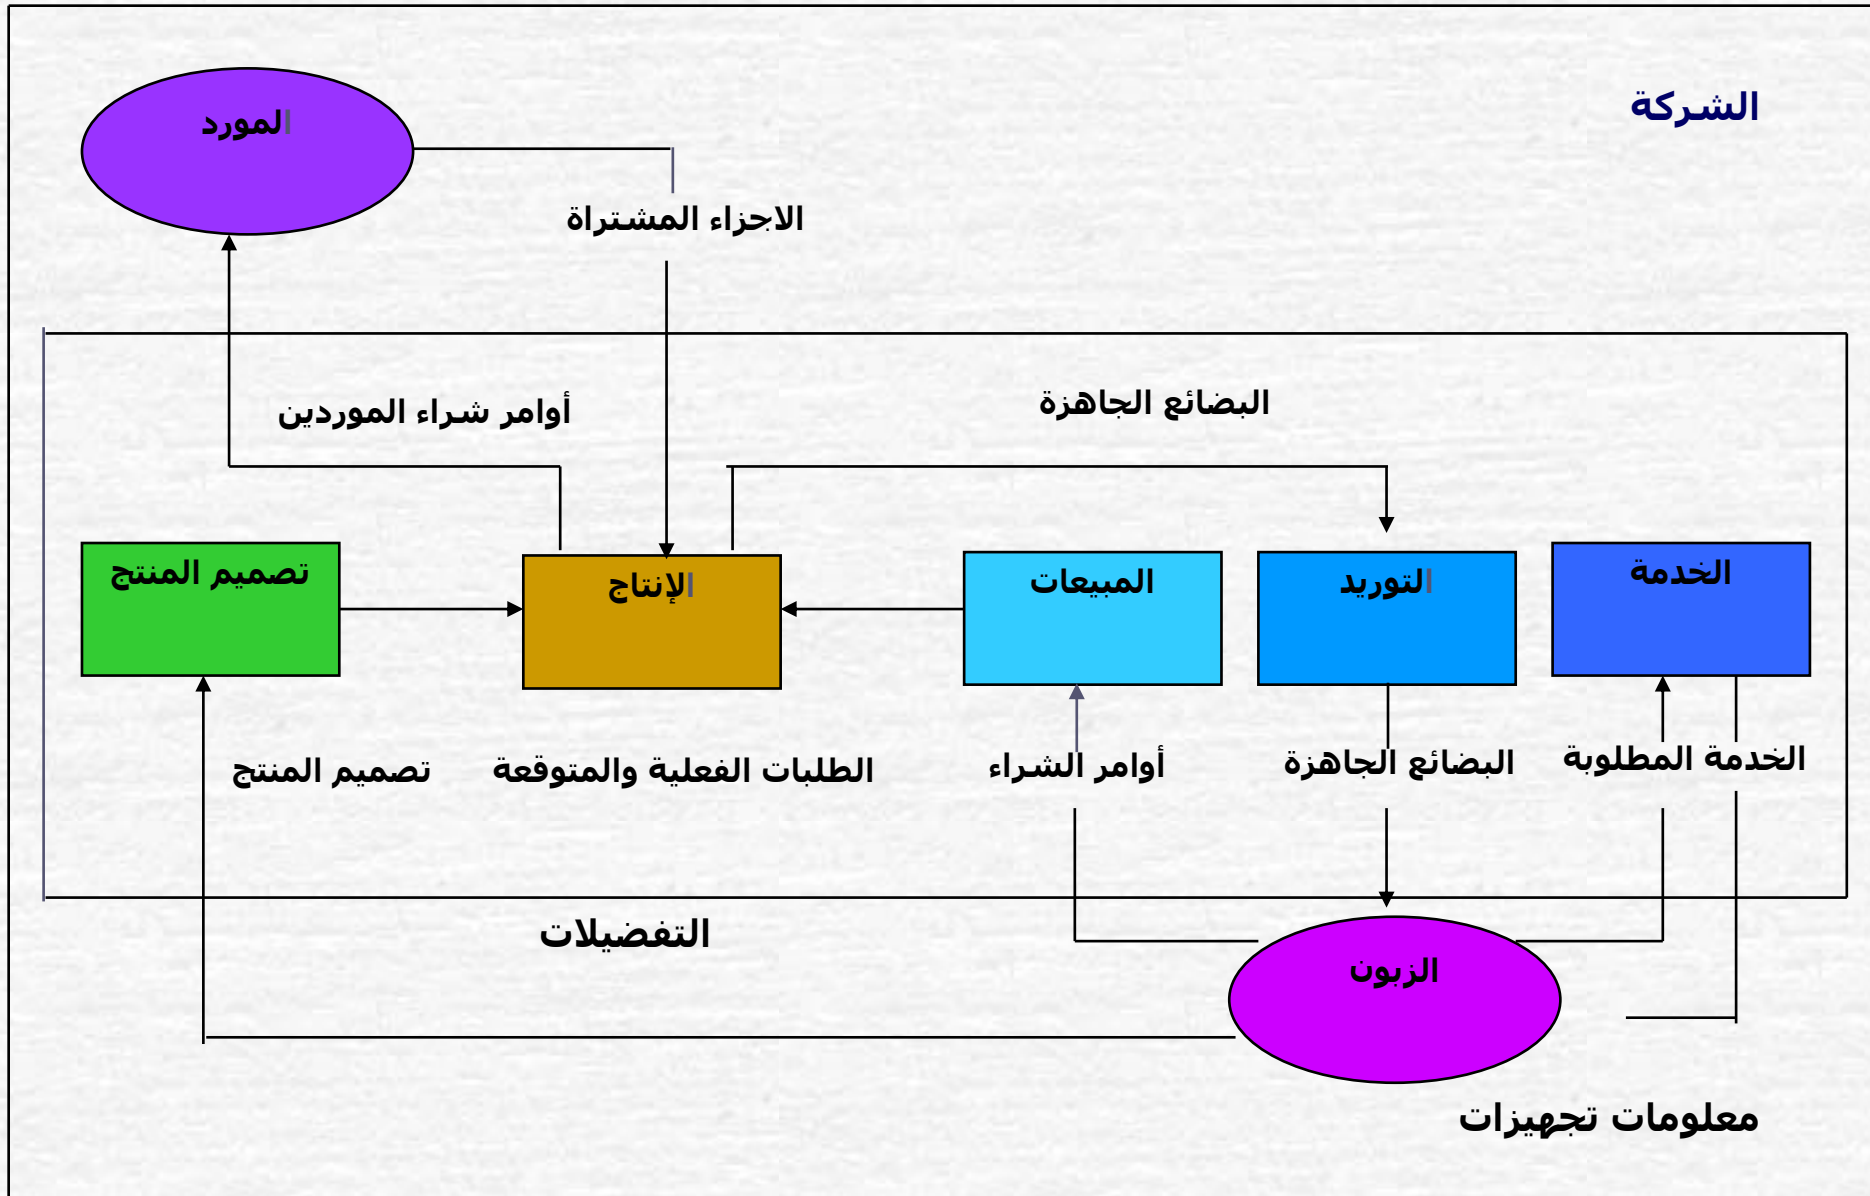 الشركة
المورد
الاجزاء المشتراة
البضائع الجاهزة
أوامر شراء الموردين
الخدمة
التوريد
المبيعات
الإنتاج
تصميم المنتج
الخدمة المطلوبة
البضائع الجاهزة
أوامر الشراء
الطلبات الفعلية والمتوقعة
تصميم المنتج
التفضيلات
الزبون
معلومات تجهيزات